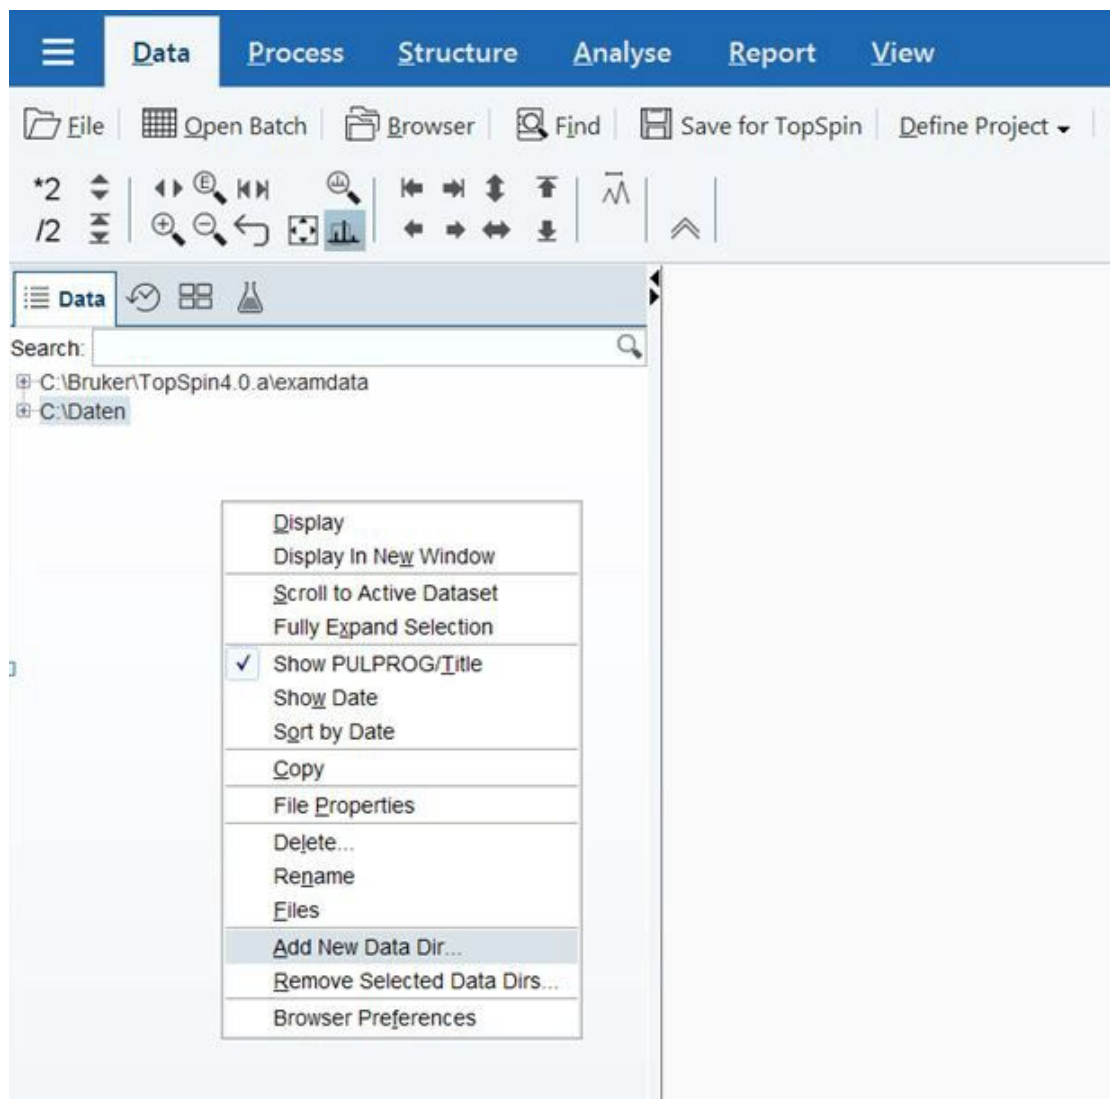 Data Process Structure Analyse Report View
File Open Batch Browser Find Save for TopSpin Define Project
*2 E
/2
Data
Search:
C:\Bruker\TopSpin4.0.a\examdata
C:\Daten
Display
Display In New Window
Scroll to Active Dataset
Fully Expand Selection
Show PULPROG/Title
Show Date
Sort by Date
Copy
File Properties
Delete...
Rename
Files
Add New Data Dir...
Remove Selected Data Dirs...
Browser Preferences